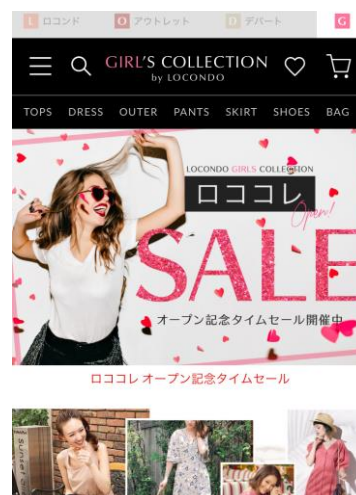 L ロコンド O アウトレット D デパート G
GIRL'S COLLECTION
by LOCONDO
TOPS DRESS OUTER PANTS SKIRT SHOES BAG
LOCONDO GIRLS COLLECTION
ロココレ
Open!
SALE
オープン記念タイムセール開催中
ロココレ オープン記念タイムセール
Sunset